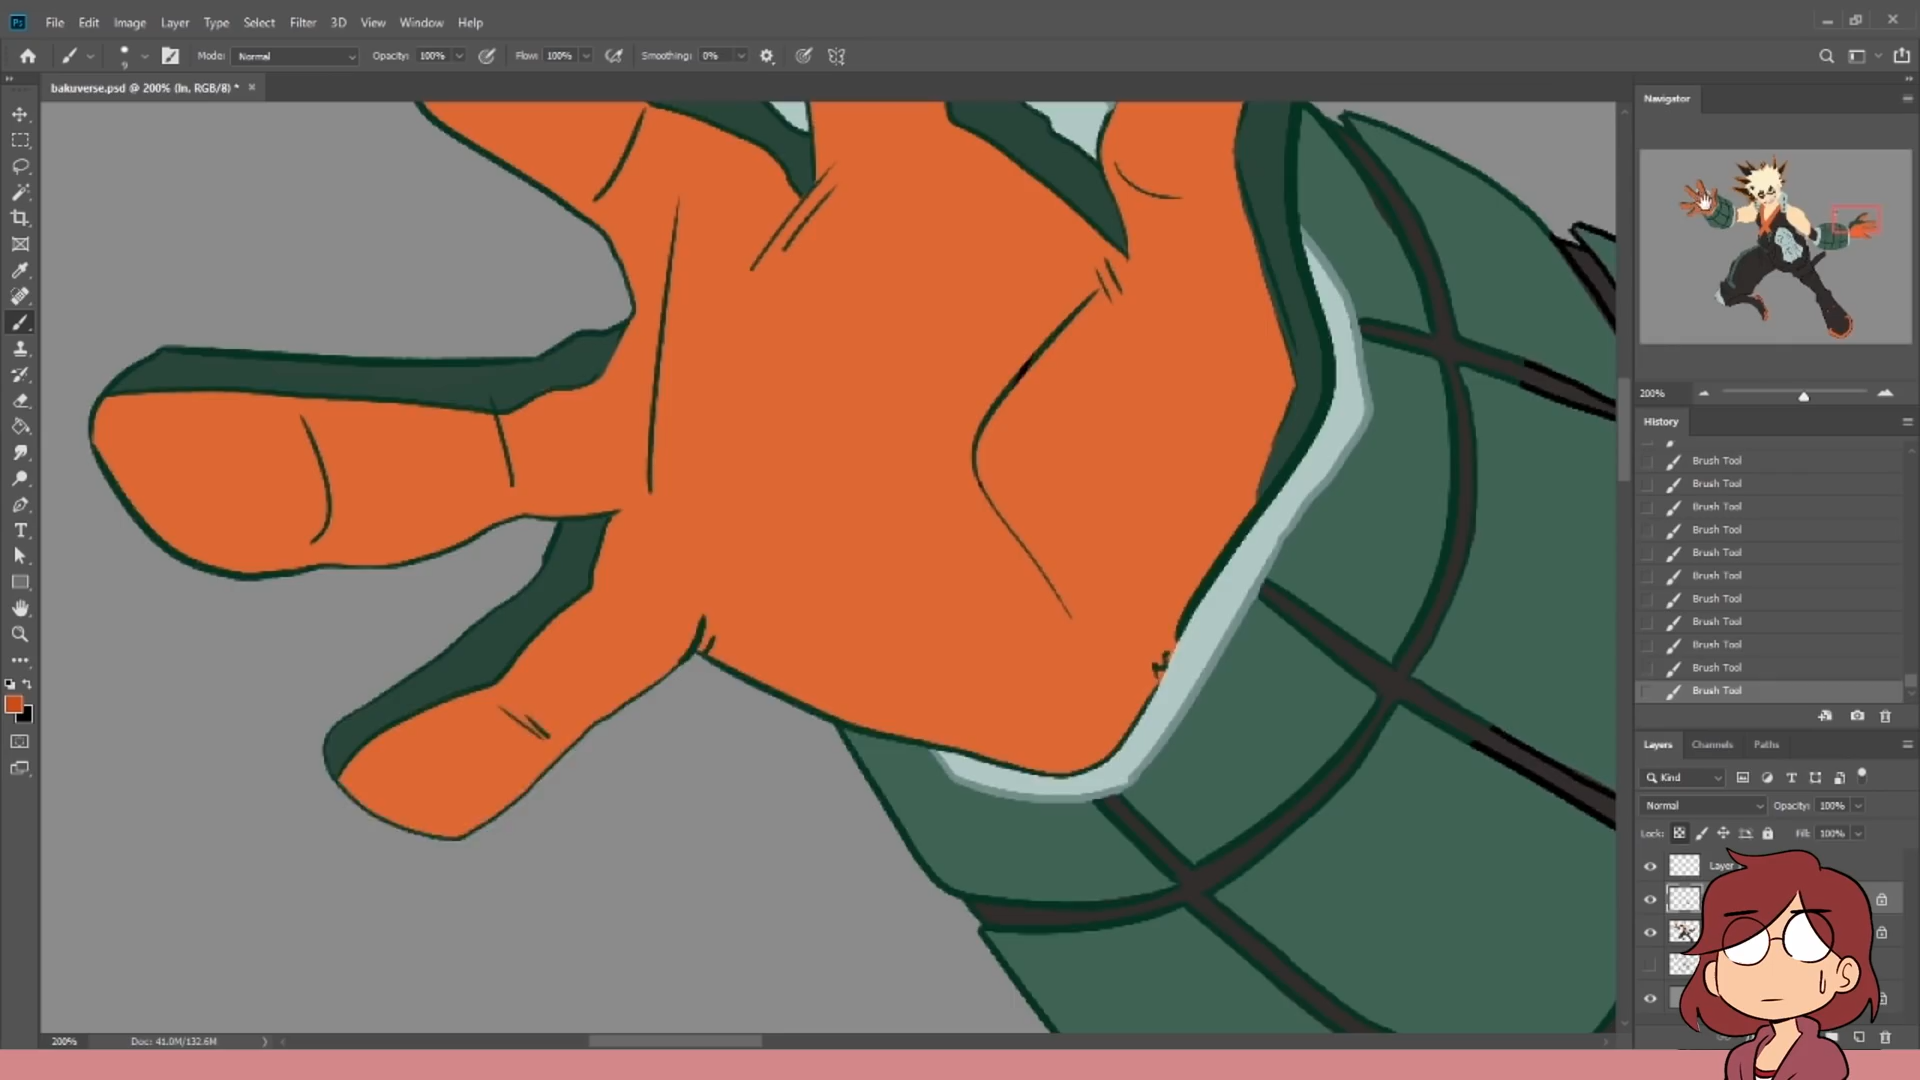 Ps File Edit Image Layer Type Select Filter 3D View Window Help
9 Mode: Normal Opacity: 100% Flow: 100% Smoothing: 0%
bakuverse.psd @ 200% (In, RGB/8) * ×
Navigator
200%
History
Brush Tool
Brush Tool
Brush Tool
Brush Tool
Brush Tool
Brush Tool
Brush Tool
Brush Tool
Brush Tool
Brush Tool
Brush Tool
Layers Channels Paths
Kind
Normal Opacity: 100%
Lock: Fill: 100%
Layer
200% Doc: 41.0M/132.6M